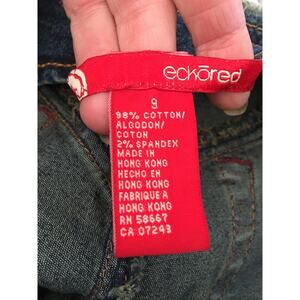 eckōred
9
98% COTTON/
ALGODON/
COTON
2% SPANDEX
MADE IN
HONG KONG
HECHO EN
HONG KONG
FABRIQUE A
HONG KONG
RN 58667
CA 07243